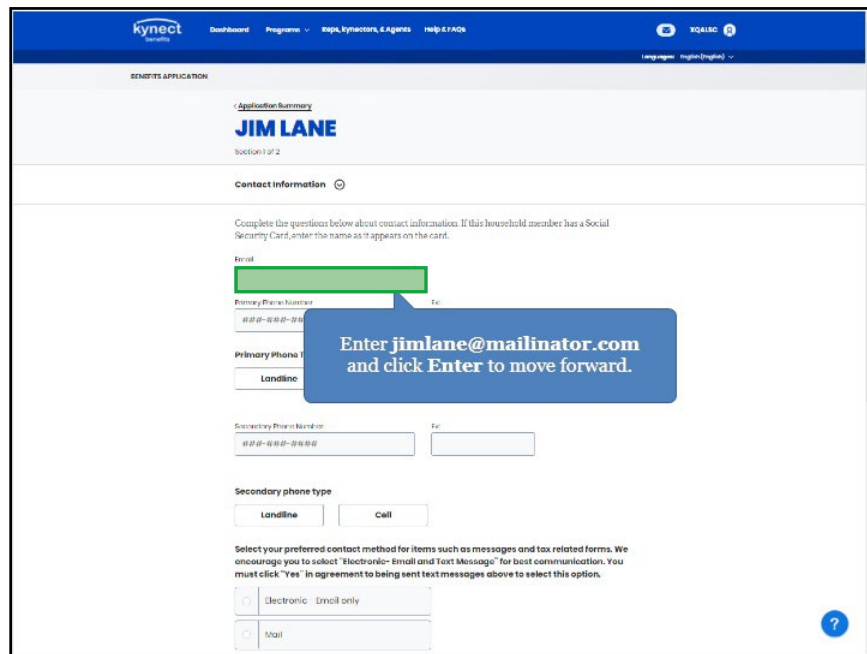 kynect
benefits
Dashboard Programs Reps, kynectors, & Agents Help & FAQs XQALSC
Languages: English (English)
BENEFITS APPLICATION
Application Summary
JIM LANE
Section 1 of 2
Contact Information
Complete the questions below about contact information. If this household member has a Social
Security Card, enter the name as it appears on the card.
Email
Primary Phone Number Ext
###-###-##
Enter jimlane@mailinator.com
and click Enter to move forward.
Primary Phone T
Landline
Secondary Phone Number Ext
###-###-####
Secondary phone type
Landline Cell
Select your preferred contact method for items such as messages and tax related forms. We
encourage you to select "Electronic- Email and Text Message" for best communication. You
must click "Yes" in agreement to being sent text messages above to select this option.
Electronic - Email only
Mail
?